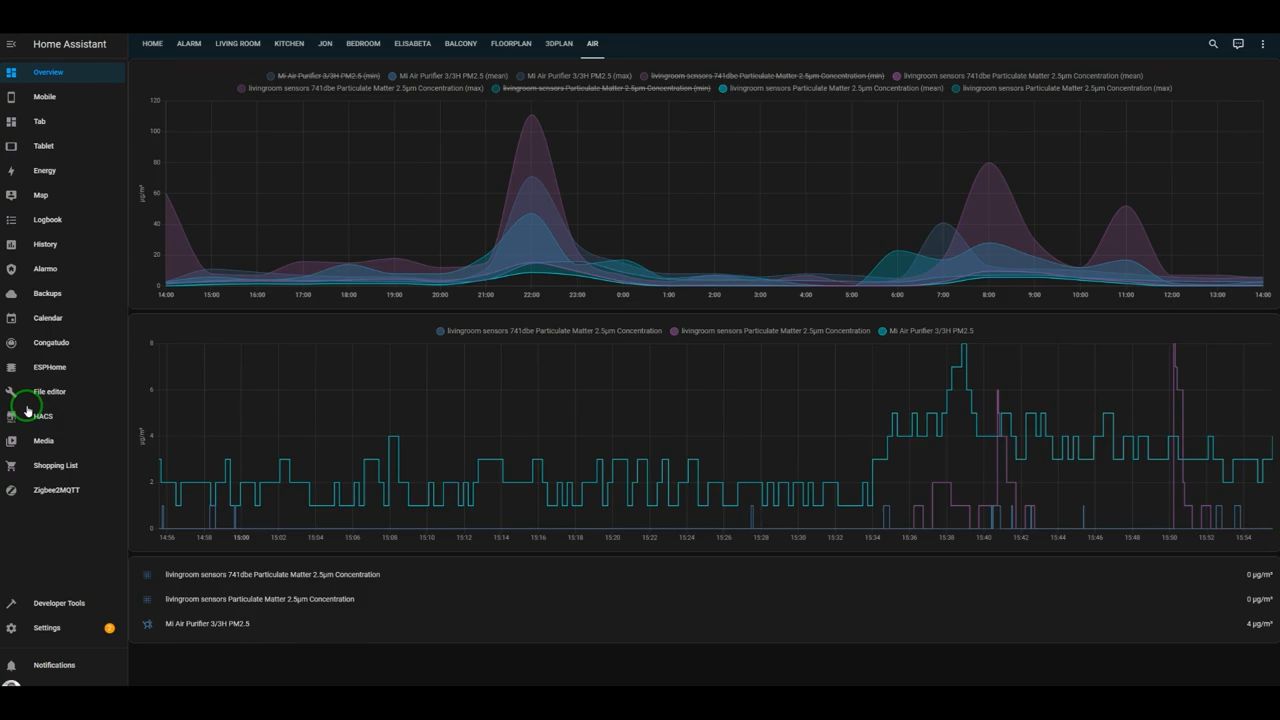 Home Assistant
HOME ALARM LIVING ROOM KITCHEN JON BEDROOM ELISABETA BALCONY FLOORPLAN 3DPLAN AIR
Overview
Mobile
Tab
Tablet
Energy
Map
Logbook
History
Alarmo
Backups
Calendar
Congatudo
ESPHome
File editor
HACS
Media
Shopping List
Zigbee2MQTT
Developer Tools
Settings 2
Notifications
Mi Air Purifier 3/3H PM2.5 (min) Mi Air Purifier 3/3H PM2.5 (mean) Mi Air Purifier 3/3H PM2.5 (max) livingroom sensors 741dbe Particulate Matter 2.5µm Concentration (min) livingroom sensors 741dbe Particulate Matter 2.5µm Concentration (mean)
livingroom sensors 741dbe Particulate Matter 2.5µm Concentration (max) livingroom sensors Particulate Matter 2.5µm Concentration (min) livingroom sensors Particulate Matter 2.5µm Concentration (mean) livingroom sensors Particulate Matter 2.5µm Concentration (max)
120
100
80
60
µg/m³
40
20
0
14:00 15:00 16:00 17:00 18:00 19:00 20:00 21:00 22:00 23:00 0:00 1:00 2:00 3:00 4:00 5:00 6:00 7:00 8:00 9:00 10:00 11:00 12:00 13:00 14:00
livingroom sensors 741dbe Particulate Matter 2.5µm Concentration livingroom sensors Particulate Matter 2.5µm Concentration Mi Air Purifier 3/3H PM2.5
8
6
µg/m³
4
2
0
14:56 14:58 15:00 15:02 15:04 15:06 15:08 15:10 15:12 15:14 15:16 15:18 15:20 15:22 15:24 15:26 15:28 15:30 15:32 15:34 15:36 15:38 15:40 15:42 15:44 15:46 15:48 15:50 15:52 15:54
livingroom sensors 741dbe Particulate Matter 2.5µm Concentration 0 µg/m³
livingroom sensors Particulate Matter 2.5µm Concentration 0 µg/m³
Mi Air Purifier 3/3H PM2.5 4 µg/m³